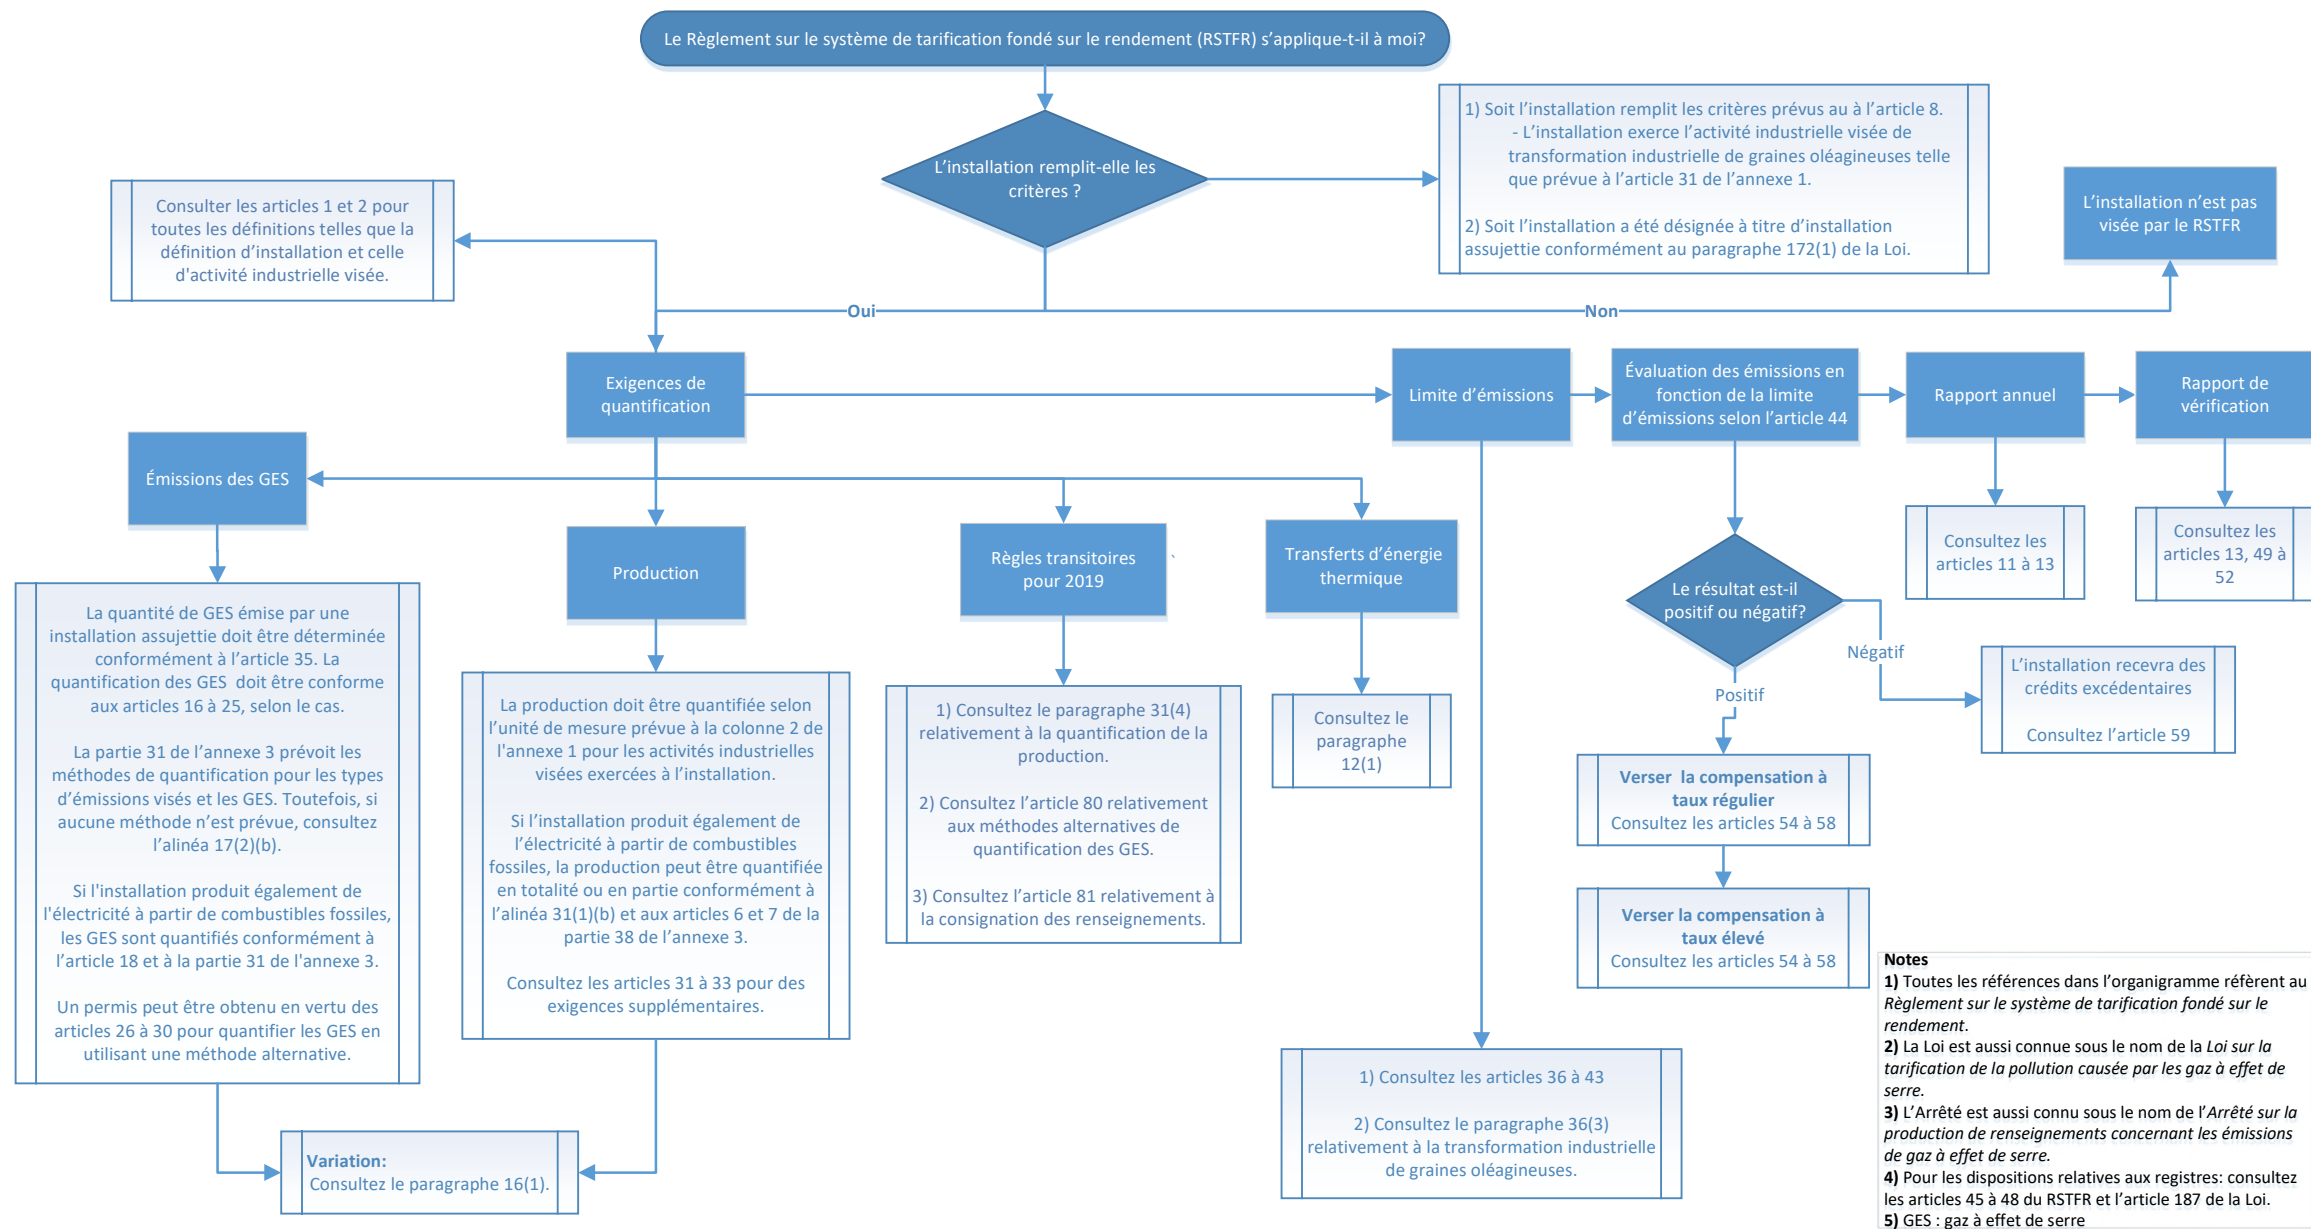 Le Règlement sur le système de tarification fondé sur le rendement (RSTFR) s’applique-t-il à moi?
L’installation remplit-elle les
critères ?
1) Soit l’installation remplit les critères prévus au à l’article 8.
- L’installation exerce l’activité industrielle visée de
transformation industrielle de graines oléagineuses telle
que prévue à l’article 31 de l’annexe 1.
2) Soit l’installation a été désignée à titre d’installation
assujettie conformément au paragraphe 172(1) de la Loi.
L’installation n’est pas
visée par le RSTFR
Consulter les articles 1 et 2 pour
toutes les définitions telles que la
définition d’installation et celle
d'activité industrielle visée.
Oui
Non
Exigences de
quantification
Limite d’émissions
Évaluation des émissions en
fonction de la limite
d’émissions selon l’article 44
Rapport annuel
Rapport de
vérification
Émissions des GES
Production
Règles transitoires
pour 2019
`
Transferts d’énergie
thermique
Le résultat est-il
positif ou négatif?
Consultez les
articles 11 à 13
Consultez les
articles 13, 49 à
52
La quantité de GES émise par une
installation assujettie doit être déterminée
conformément à l’article 35. La
quantification des GES  doit être conforme
aux articles 16 à 25, selon le cas.
La partie 31 de l’annexe 3 prévoit les
méthodes de quantification pour les types
d’émissions visés et les GES. Toutefois, si
aucune méthode n’est prévue, consultez
l’alinéa 17(2)(b).
Si l'installation produit également de
l'électricité à partir de combustibles fossiles,
les GES sont quantifiés conformément à
l’article 18 et à la partie 31 de l'annexe 3.
Un permis peut être obtenu en vertu des
articles 26 à 30 pour quantifier les GES en
utilisant une méthode alternative.
La production doit être quantifiée selon
l’unité de mesure prévue à la colonne 2 de
l'annexe 1 pour les activités industrielles
visées exercées à l’installation.
Si l’installation produit également de
l’électricité à partir de combustibles
fossiles, la production peut être quantifiée
en totalité ou en partie conformément à
l’alinéa 31(1)(b) et aux articles 6 et 7 de la
partie 38 de l’annexe 3.
Consultez les articles 31 à 33 pour des
exigences supplémentaires.
1) Consultez le paragraphe 31(4)
relativement à la quantification de la
production.
2) Consultez l’article 80 relativement
aux méthodes alternatives de
quantification des GES.
3) Consultez l’article 81 relativement à
la consignation des renseignements.
Consultez le
paragraphe
12(1)
Négatif
Positif
L’installation recevra des
crédits excédentaires
Consultez l’article 59
Verser  la compensation à
taux régulier
Consultez les articles 54 à 58
Verser la compensation à
taux élevé
Consultez les articles 54 à 58
1) Consultez les articles 36 à 43
2) Consultez le paragraphe 36(3)
relativement à la transformation industrielle
de graines oléagineuses.
Variation:
Consultez le paragraphe 16(1).
Notes
1) Toutes les références dans l’organigramme réfèrent au
Règlement sur le système de tarification fondé sur le
rendement.
2) La Loi est aussi connue sous le nom de la Loi sur la
tarification de la pollution causée par les gaz à effet de
serre.
3) L’Arrêté est aussi connu sous le nom de l’Arrêté sur la
production de renseignements concernant les émissions
de gaz à effet de serre.
4) Pour les dispositions relatives aux registres: consultez
les articles 45 à 48 du RSTFR et l’article 187 de la Loi.
5) GES : gaz à effet de serre